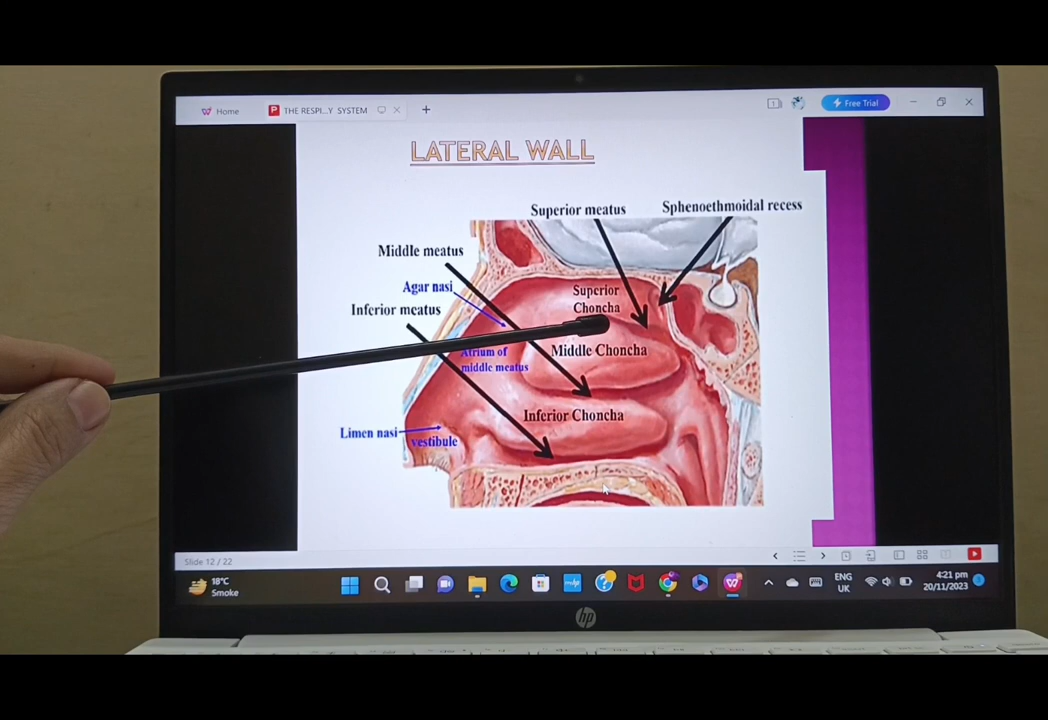 Home
THE RESPI...Y SYSTEM
Free Trial
LATERAL WALL
Superior meatus
Sphenoethmoidal recess
Middle meatus
Agar nasi
Inferior meatus
Superior
Choncha
Atrium of
middle meatus
Middle Choncha
Inferior Choncha
Limen nasi
vestibule
Slide 12 / 22
18°C
Smoke
ENG
UK
4:21 pm
20/11/2023
hp